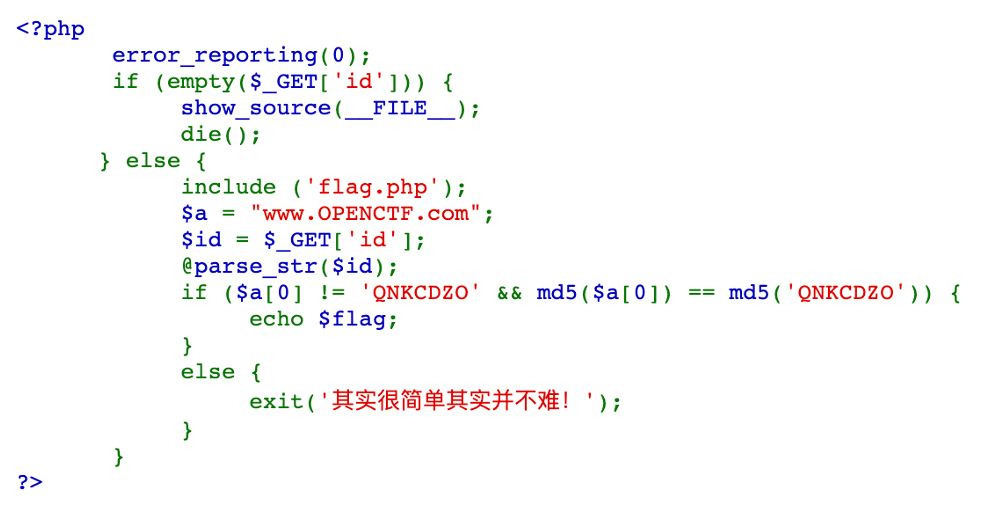 <?php
error_reporting(0);
if (empty($_GET['id'])) {
show_source(__FILE__);
die();
} else {
include ('flag.php');
$a = "www.OPENCTF.com";
$id = $_GET['id'];
@parse_str($id);
if ($a[0] != 'QNKCDZO' && md5($a[0]) == md5('QNKCDZO')) {
echo $flag;
}
else {
exit('其实很简单其实并不难！');
}
}
?>